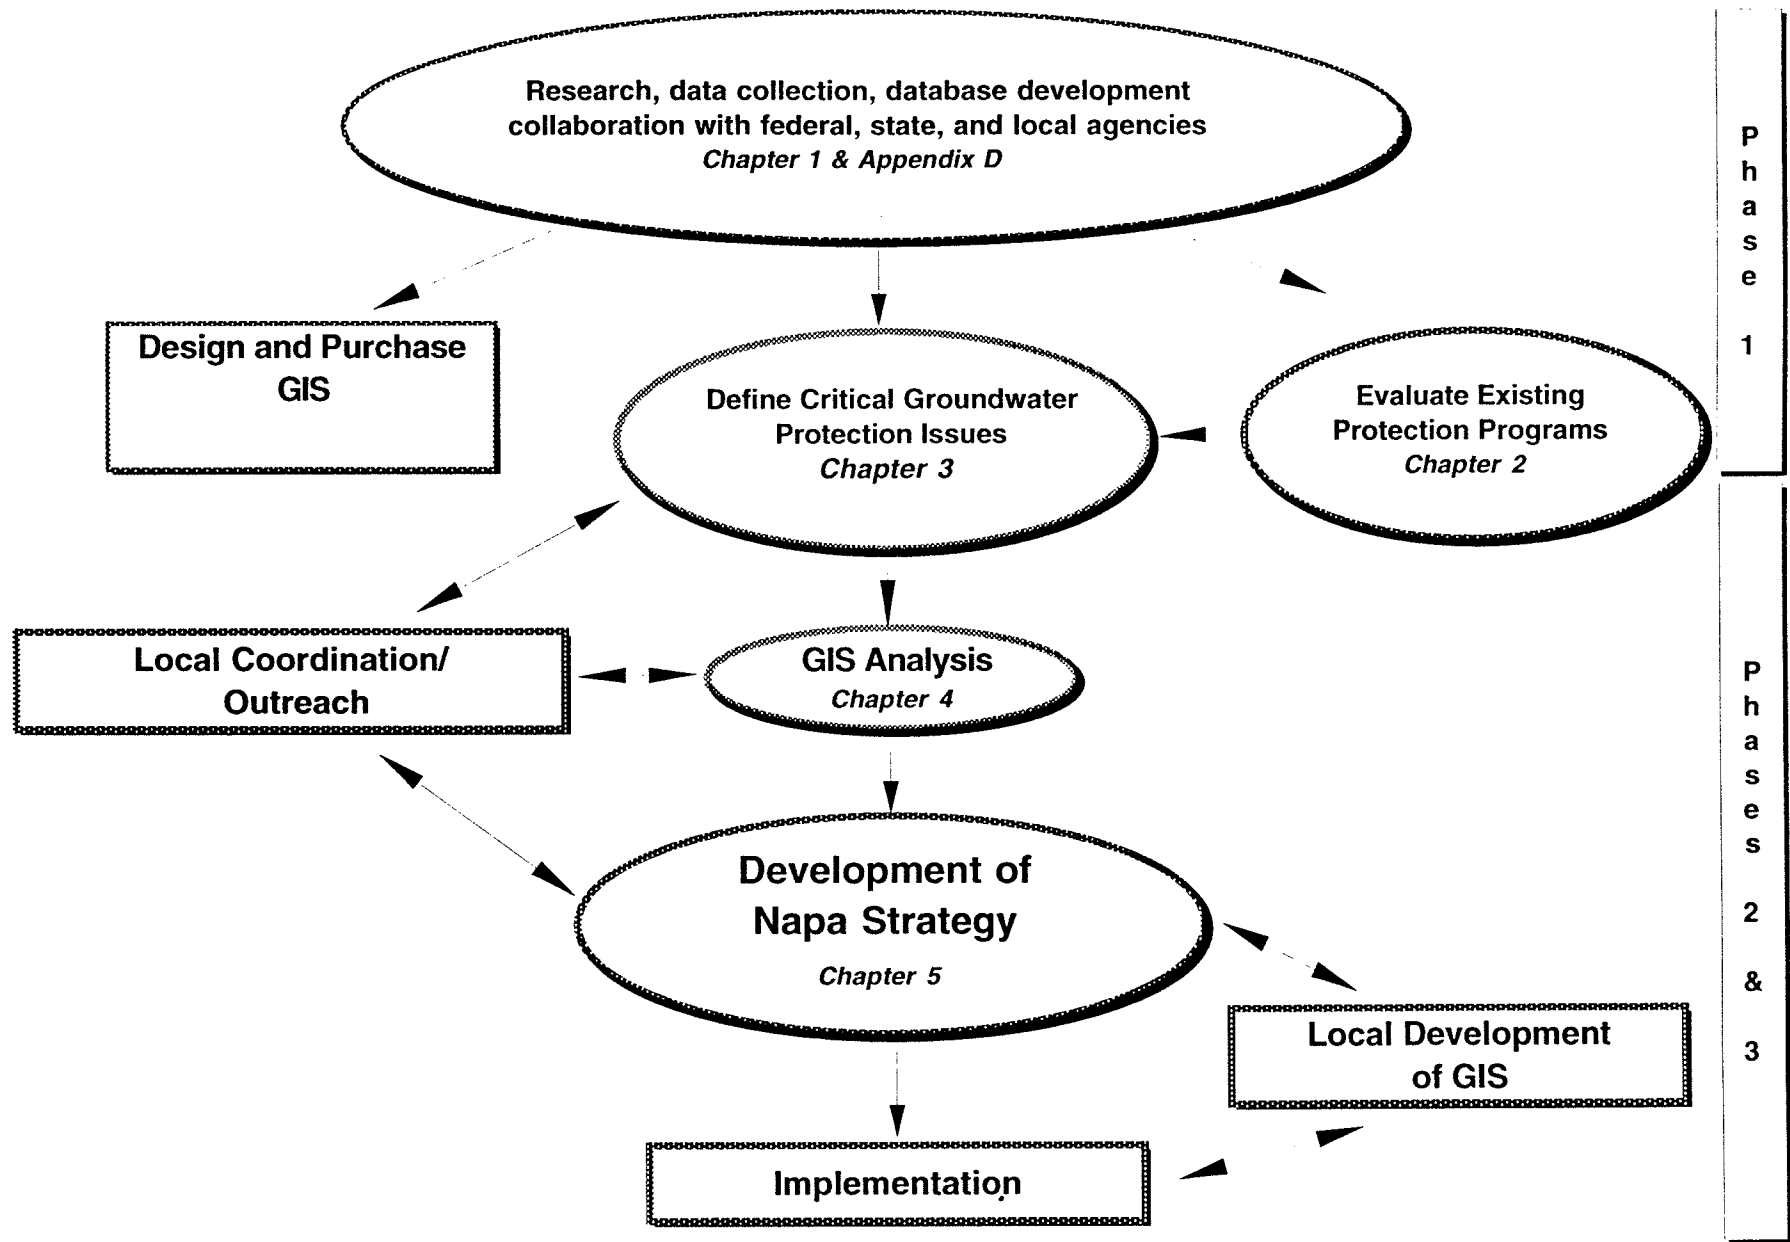 Research, data collection, database development
collaboration with federal, state, and local agencies
Chapter 1 & Appendix D
Phase 1
Design and Purchase
GIS
Define Critical Groundwater
Protection Issues
Chapter 3
Evaluate Existing
Protection Programs
Chapter 2
Local Coordination/
Outreach
GIS Analysis
Chapter 4
Phases 2 & 3
Development of
Napa Strategy
Chapter 5
Local Development
of GIS
Implementation